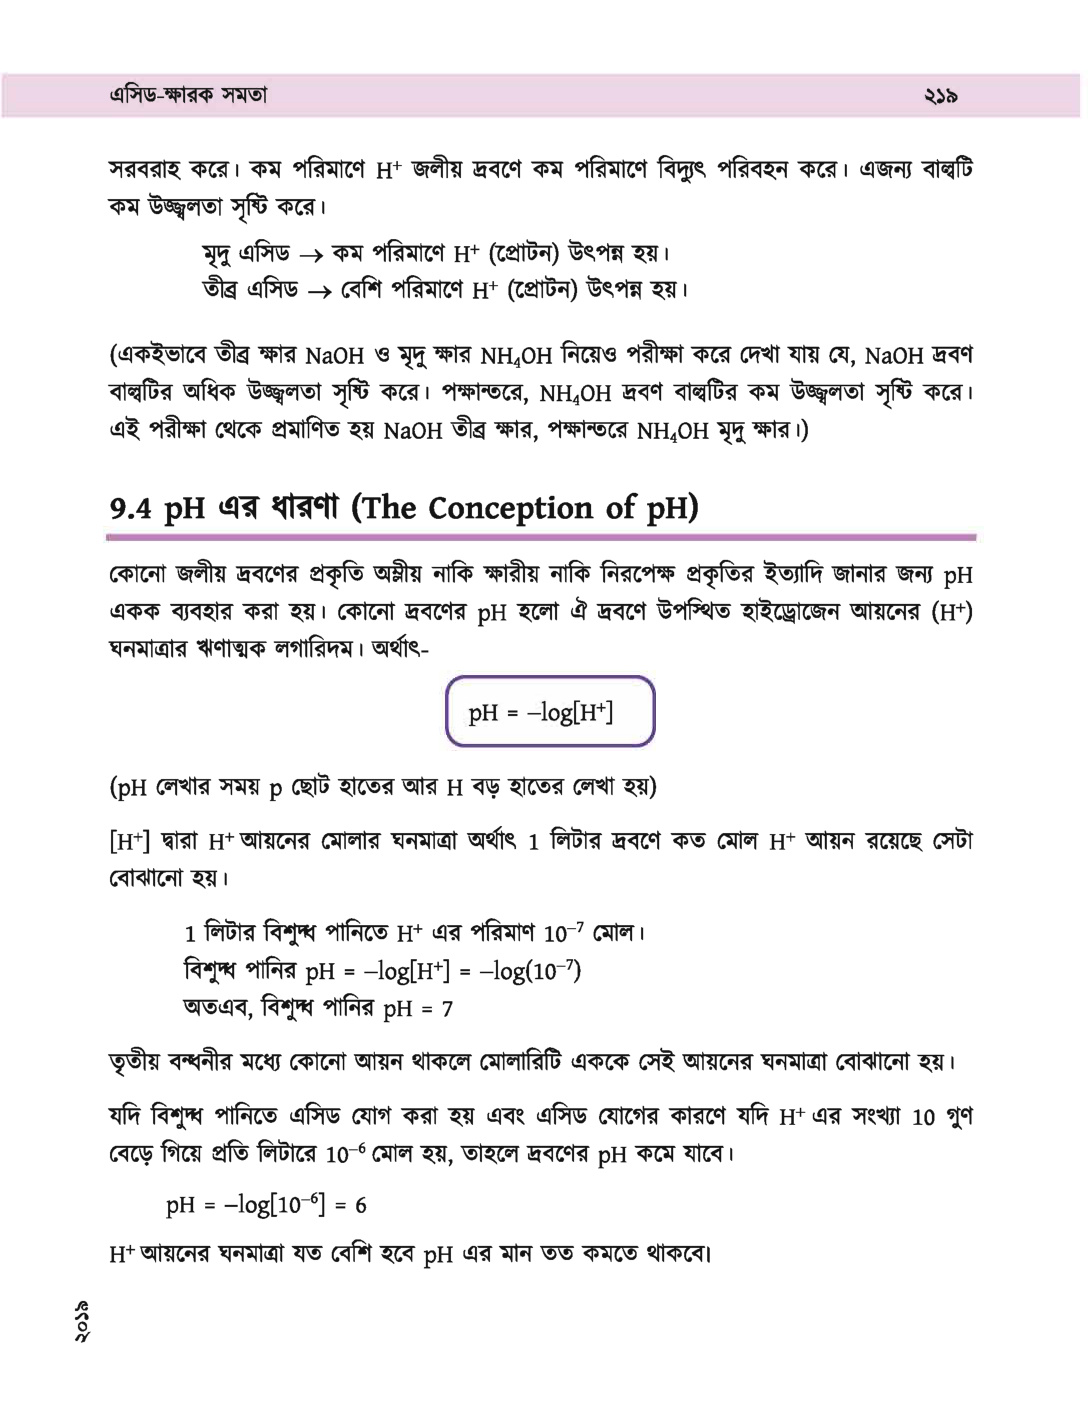 এসিড-ক্ষারক সমতা ২১৯
সরবরাহ করে। কম পরিমাণে H⁺ জলীয় দ্রবণে কম পরিমাণে বিদ্যুৎ পরিবহন করে। এজন্য বাল্বটি
কম উজ্জ্বলতা সৃষ্টি করে।
মৃদু এসিড → কম পরিমাণে H⁺ (প্রোটন) উৎপন্ন হয়।
তীব্র এসিড → বেশি পরিমাণে H⁺ (প্রোটন) উৎপন্ন হয়।
(একইভাবে তীব্র ক্ষার NaOH ও মৃদু ক্ষার NH₄OH নিয়েও পরীক্ষা করে দেখা যায় যে, NaOH দ্রবণ
বাল্বটির অধিক উজ্জ্বলতা সৃষ্টি করে। পক্ষান্তরে, NH₄OH দ্রবণ বাল্বটির কম উজ্জ্বলতা সৃষ্টি করে।
এই পরীক্ষা থেকে প্রমাণিত হয় NaOH তীব্র ক্ষার, পক্ষান্তরে NH₄OH মৃদু ক্ষার।)
9.4 pH এর ধারণা (The Conception of pH)
কোনো জলীয় দ্রবণের প্রকৃতি অম্লীয় নাকি ক্ষারীয় নাকি নিরপেক্ষ প্রকৃতির ইত্যাদি জানার জন্য pH
একক ব্যবহার করা হয়। কোনো দ্রবণের pH হলো ঐ দ্রবণে উপস্থিত হাইড্রোজেন আয়নের (H⁺)
ঘনমাত্রার ঋণাত্মক লগারিদম। অর্থাৎ-
pH = –log[H⁺]
(pH লেখার সময় p ছোট হাতের আর H বড় হাতের লেখা হয়)
[H⁺] দ্বারা H⁺ আয়নের মোলার ঘনমাত্রা অর্থাৎ 1 লিটার দ্রবণে কত মোল H⁺ আয়ন রয়েছে সেটা
বোঝানো হয়।
1 লিটার বিশুদ্ধ পানিতে H⁺ এর পরিমাণ 10⁻⁷ মোল।
বিশুদ্ধ পানির pH = –log[H⁺] = –log(10⁻⁷)
অতএব, বিশুদ্ধ পানির pH = 7
তৃতীয় বন্ধনীর মধ্যে কোনো আয়ন থাকলে মোলারিটি এককে সেই আয়নের ঘনমাত্রা বোঝানো হয়।
যদি বিশুদ্ধ পানিতে এসিড যোগ করা হয় এবং এসিড যোগের কারণে যদি H⁺ এর সংখ্যা 10 গুণ
বেড়ে গিয়ে প্রতি লিটারে 10⁻⁶ মোল হয়, তাহলে দ্রবণের pH কমে যাবে।
pH = –log[10⁻⁶] = 6
H⁺ আয়নের ঘনমাত্রা যত বেশি হবে pH এর মান তত কমতে থাকবে।
২০১৯